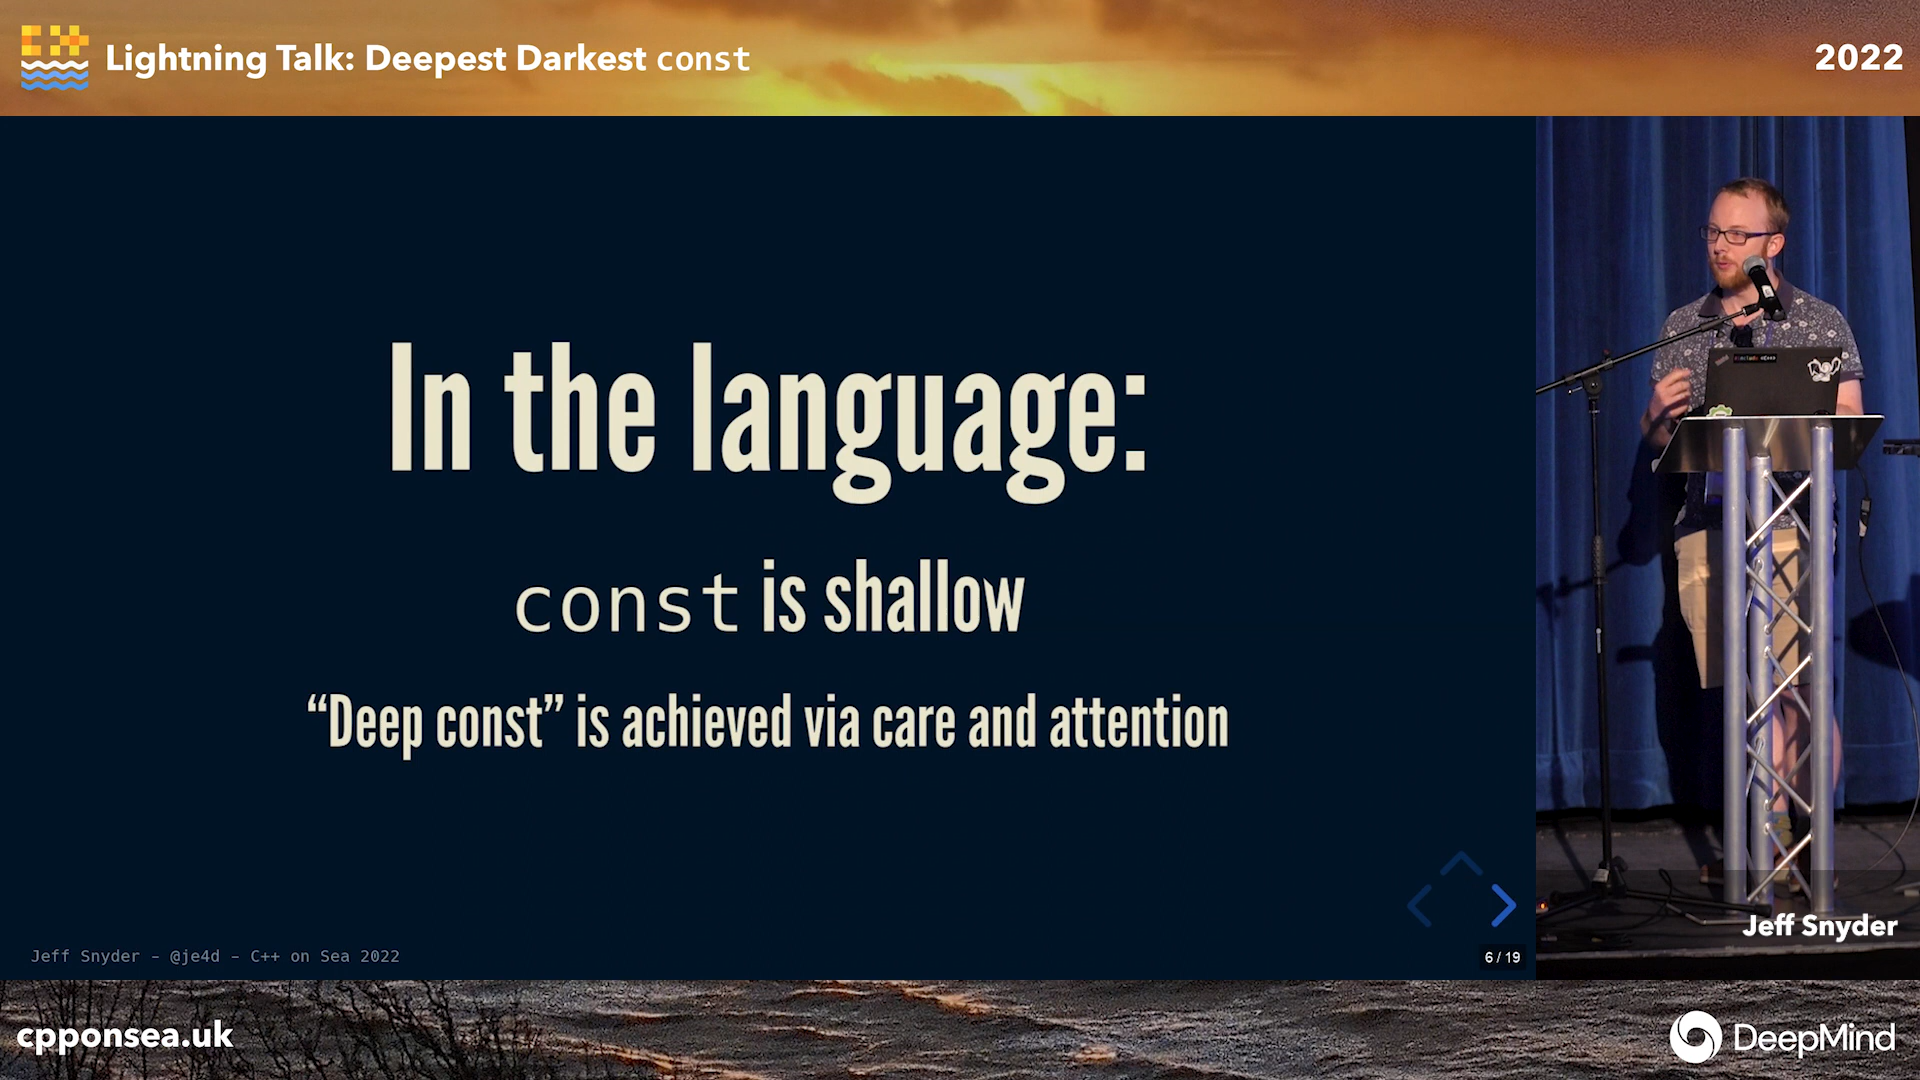 Lightning Talk: Deepest Darkest const
2022
In the language:
const is shallow
“Deep const” is achieved via care and attention
Jeff Snyder - @je4d - C++ on Sea 2022
6 / 19
Jeff Snyder
cpponsea.uk
DeepMind